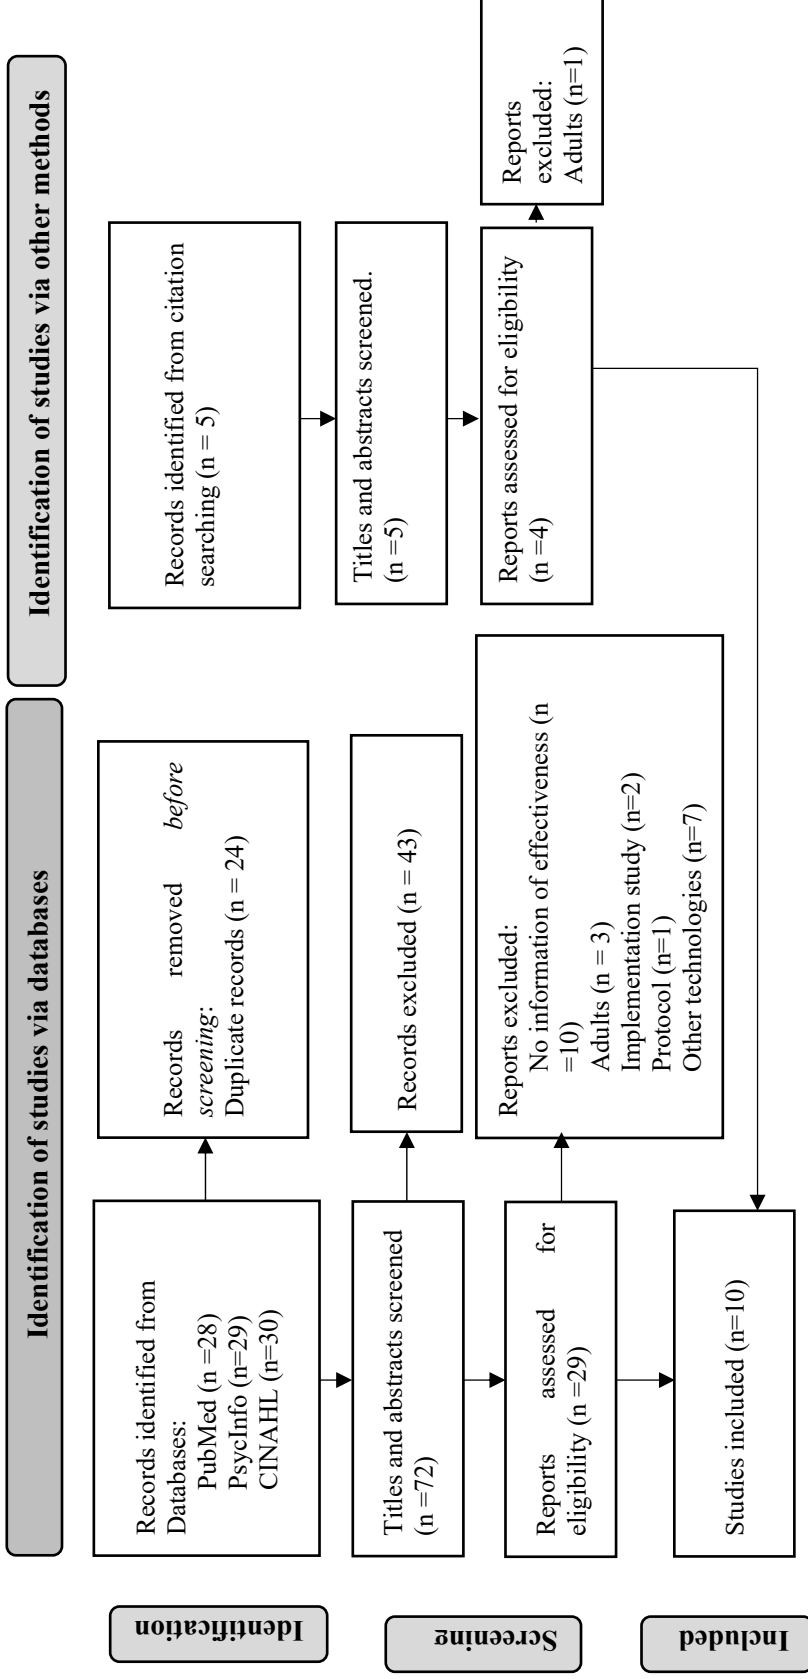 Identification of studies via databases
Identification of studies via other methods
Identification
Records identified from
Databases:
PubMed (n =28)
PsycInfo (n=29)
CINAHL (n=30)
Records removed before
screening:
Duplicate records (n = 24)
Records identified from citation
searching (n = 5)
Screening
Titles and abstracts screened
(n =72)
Records excluded (n = 43)
Titles and abstracts screened.
(n =5)
Reports assessed for
eligibility (n =29)
Reports excluded:
No information of effectiveness (n
=10)
Adults (n = 3)
Implementation study (n=2)
Protocol (n=1)
Other technologies (n=7)
Reports assessed for eligibility
(n =4)
Reports
excluded:
Adults (n=1)
Included
Studies included (n=10)